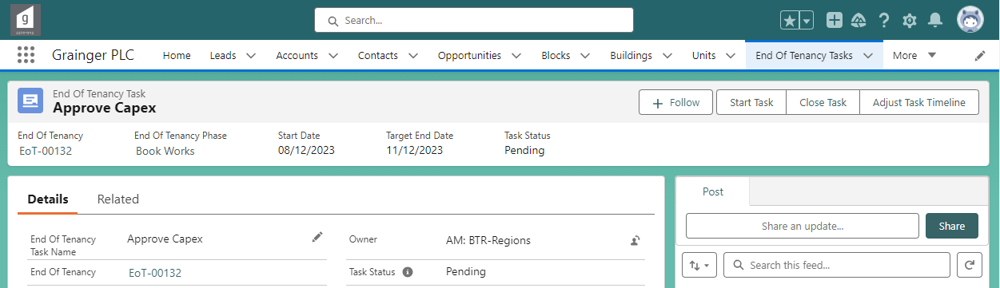 g
Search...
Grainger PLC Home Leads Accounts Contacts Opportunities Blocks Buildings Units End Of Tenancy Tasks More
End Of Tenancy Task
Approve Capex
Follow Start Task Close Task Adjust Task Timeline
End Of Tenancy End Of Tenancy Phase Start Date Target End Date Task Status
EoT-00132 Book Works 08/12/2023 11/12/2023 Pending
Details Related
End Of Tenancy Task Name Approve Capex
Owner AM: BTR-Regions
End Of Tenancy EoT-00132
Task Status Pending
Post
Share an update... Share
Search this feed...